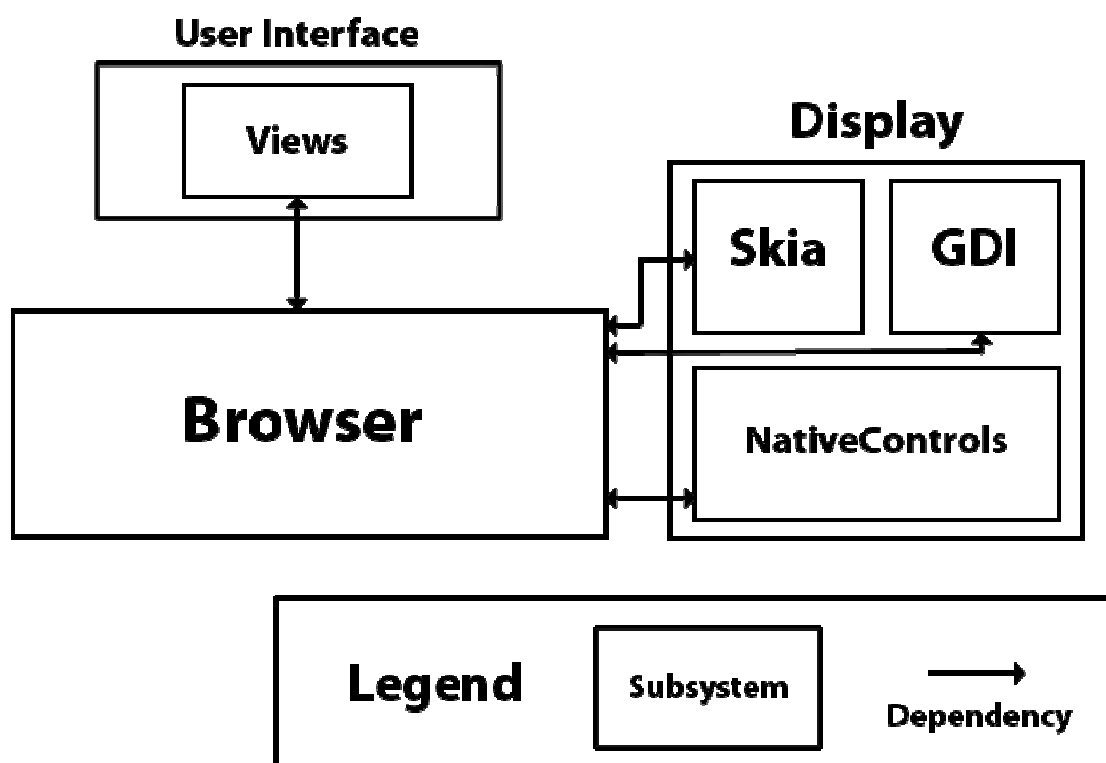 User Interface
Views
Display
Skia
GDI
Browser
NativeControls
Legend
Subsystem
Dependency